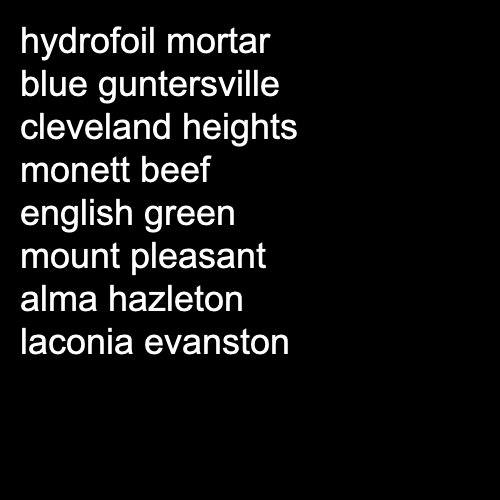 hydrofoil mortar
blue guntersville
cleveland heights
monett beef
english green
mount pleasant
alma hazleton
laconia evanston